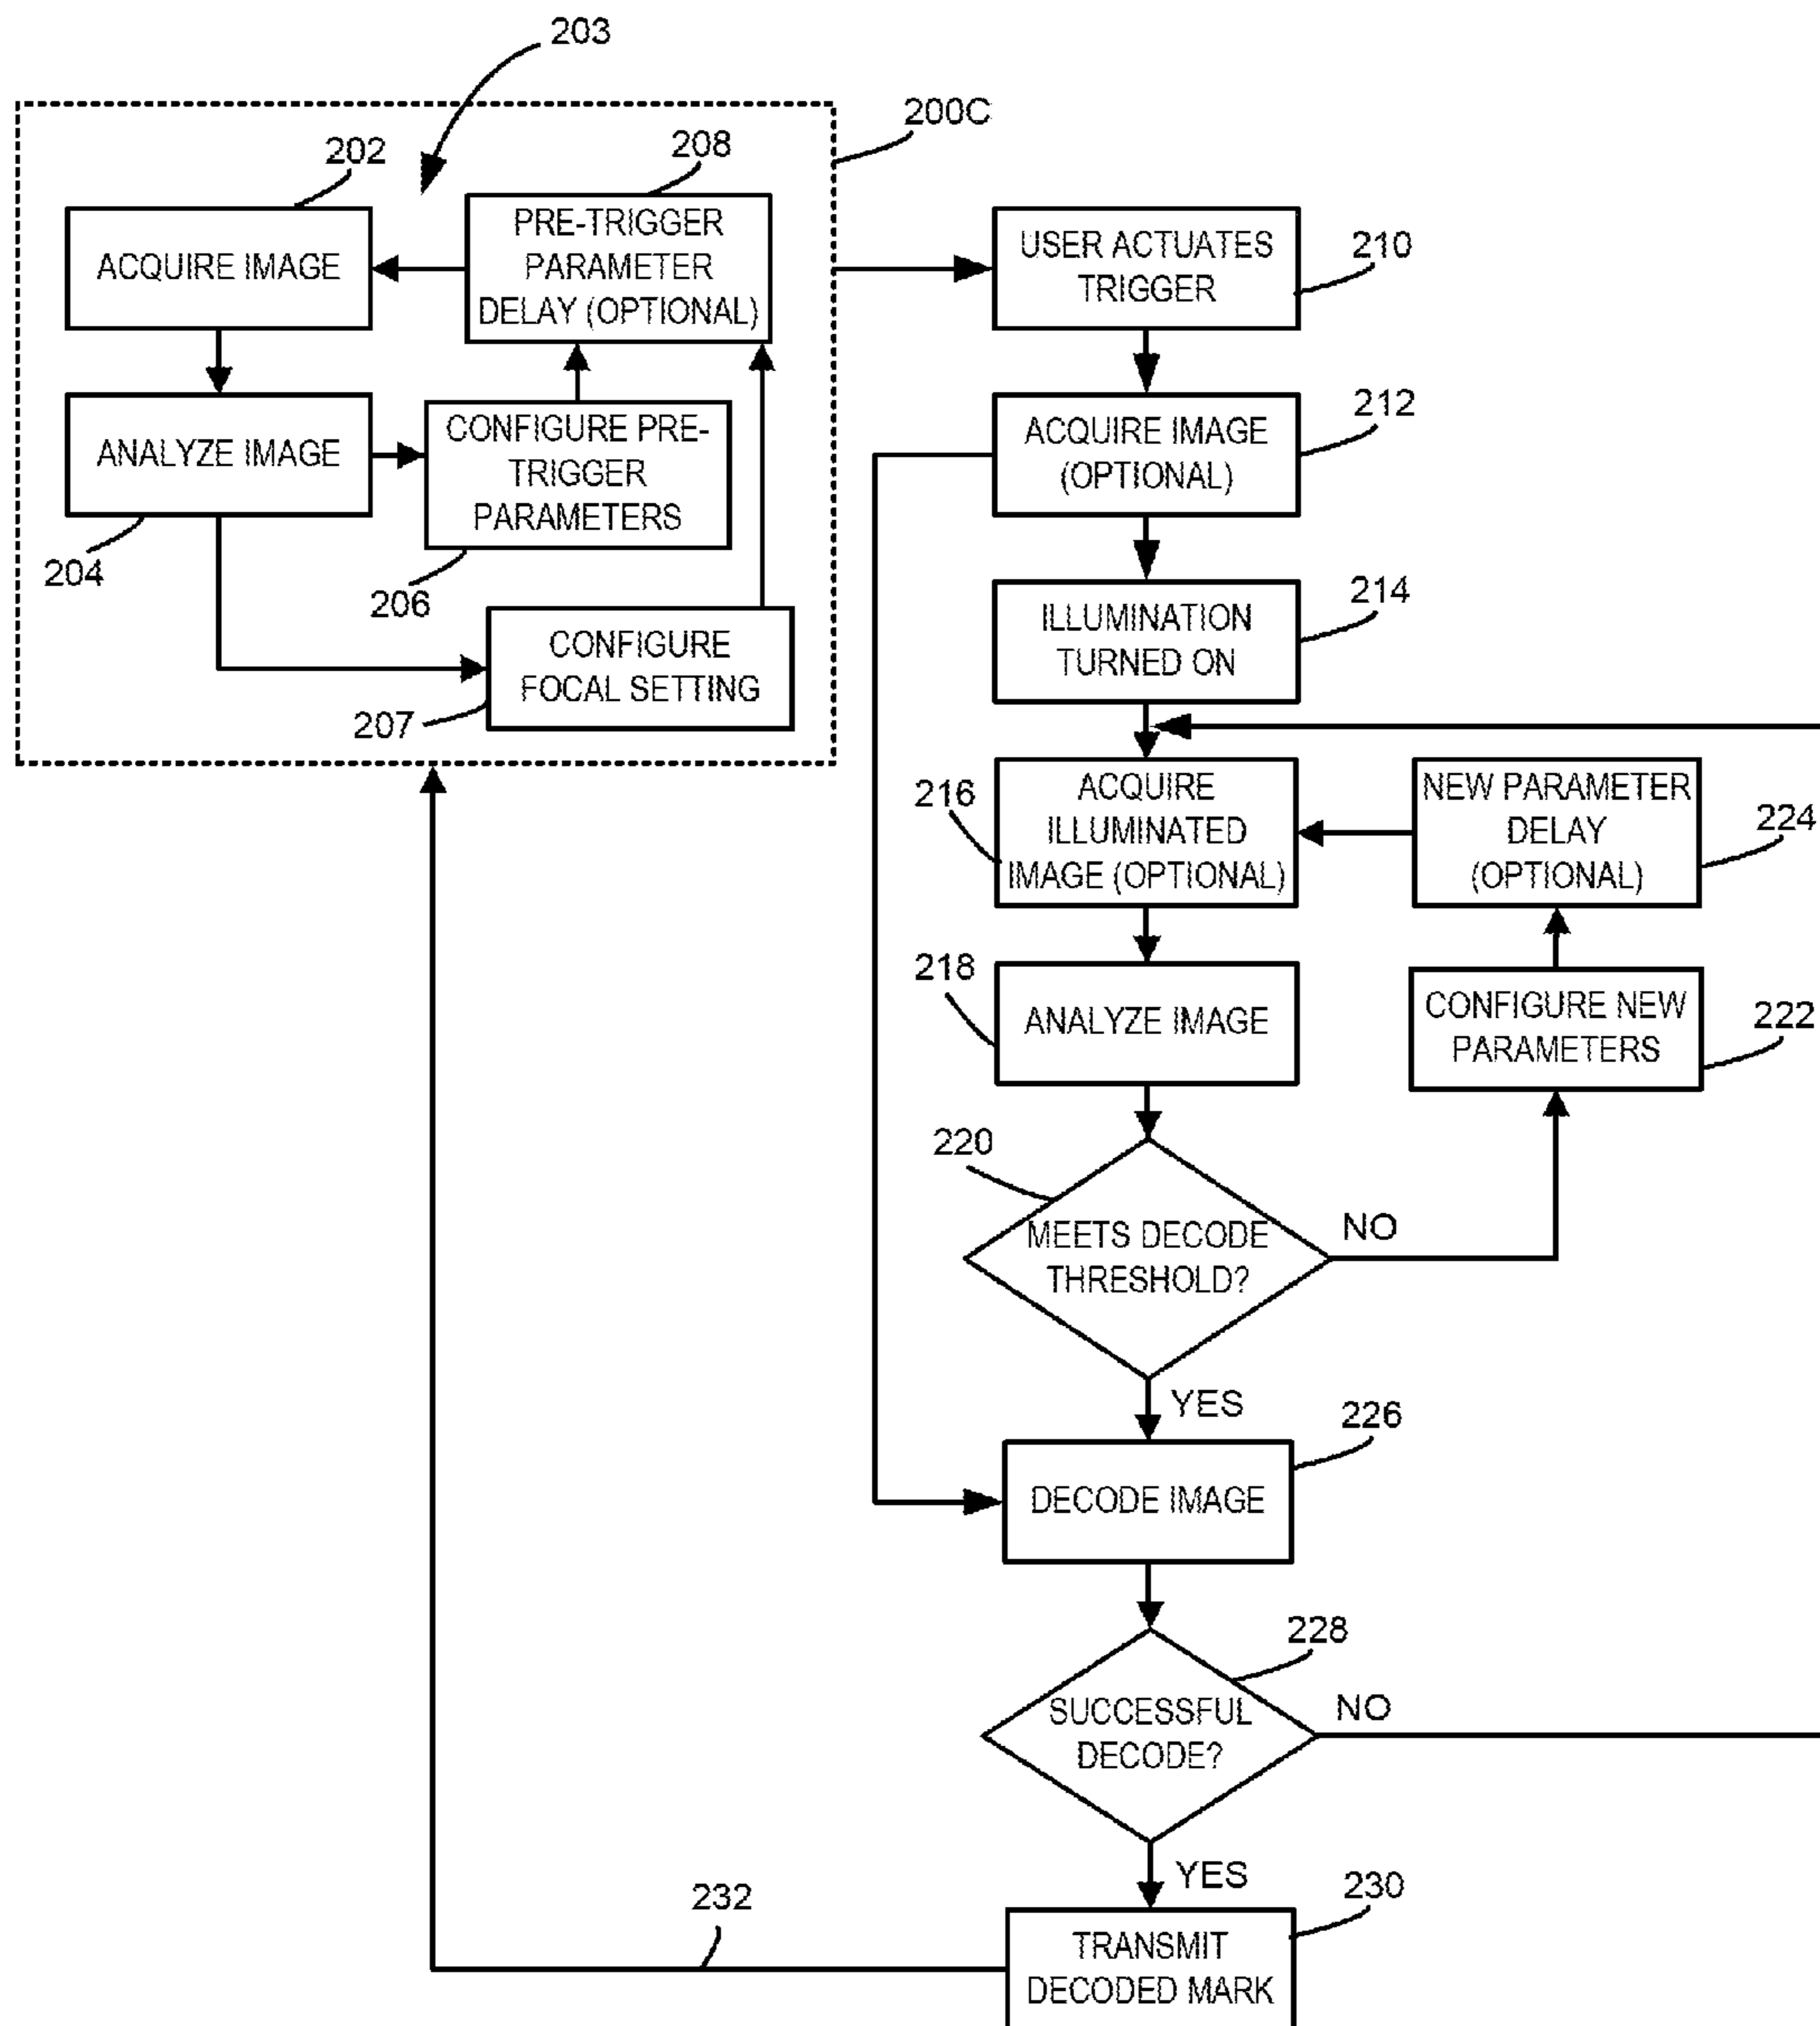 203
200C
202
208
ACQUIRE IMAGE
PRE-TRIGGER
PARAMETER
DELAY (OPTIONAL)
ANALYZE IMAGE
204
CONFIGURE PRE-
TRIGGER
PARAMETERS
206
CONFIGURE
FOCAL SETTING
207
USER ACTUATES
TRIGGER
210
ACQUIRE IMAGE
(OPTIONAL)
212
ILLUMINATION
TURNED ON
214
216
ACQUIRE
ILLUMINATED
IMAGE (OPTIONAL)
NEW PARAMETER
DELAY
(OPTIONAL)
224
218
ANALYZE IMAGE
CONFIGURE NEW
PARAMETERS
222
220
MEETS DECODE
THRESHOLD?
NO
YES
226
DECODE IMAGE
228
SUCCESSFUL
DECODE?
NO
YES
230
TRANSMIT
DECODED MARK
232